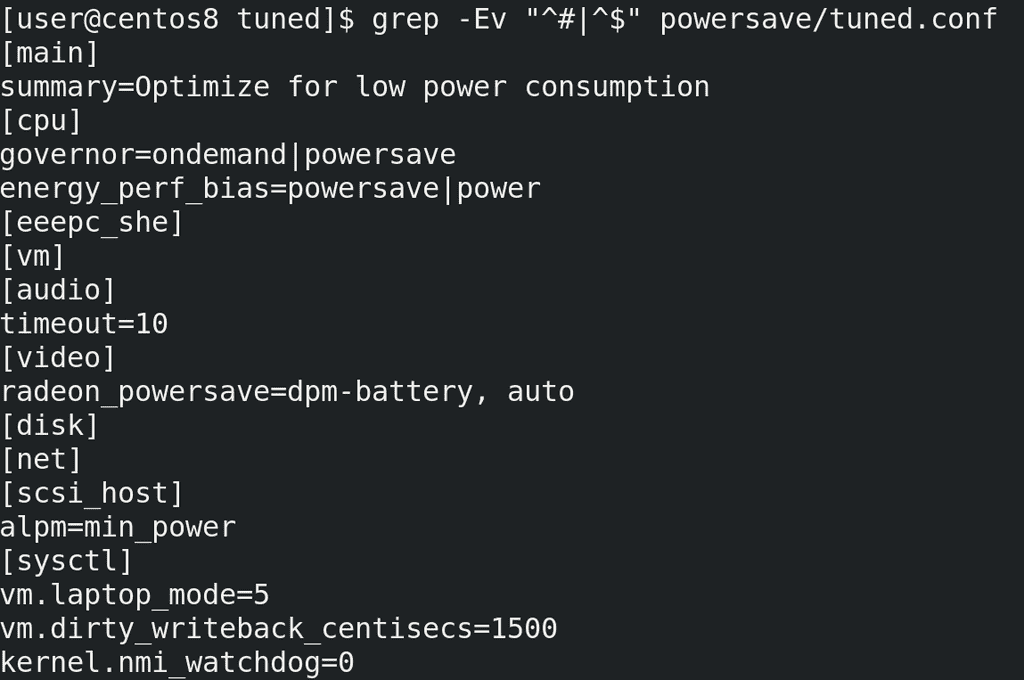 [user@centos8 tuned]$ grep -Ev "^#|^$" powersave/tuned.conf
[main]
summary=Optimize for low power consumption
[cpu]
governor=ondemand|powersave
energy_perf_bias=powersave|power
[eeepc_she]
[vm]
[audio]
timeout=10
[video]
radeon_powersave=dpm-battery, auto
[disk]
[net]
[scsi_host]
alpm=min_power
[sysctl]
vm.laptop_mode=5
vm.dirty_writeback_centisecs=1500
kernel.nmi_watchdog=0